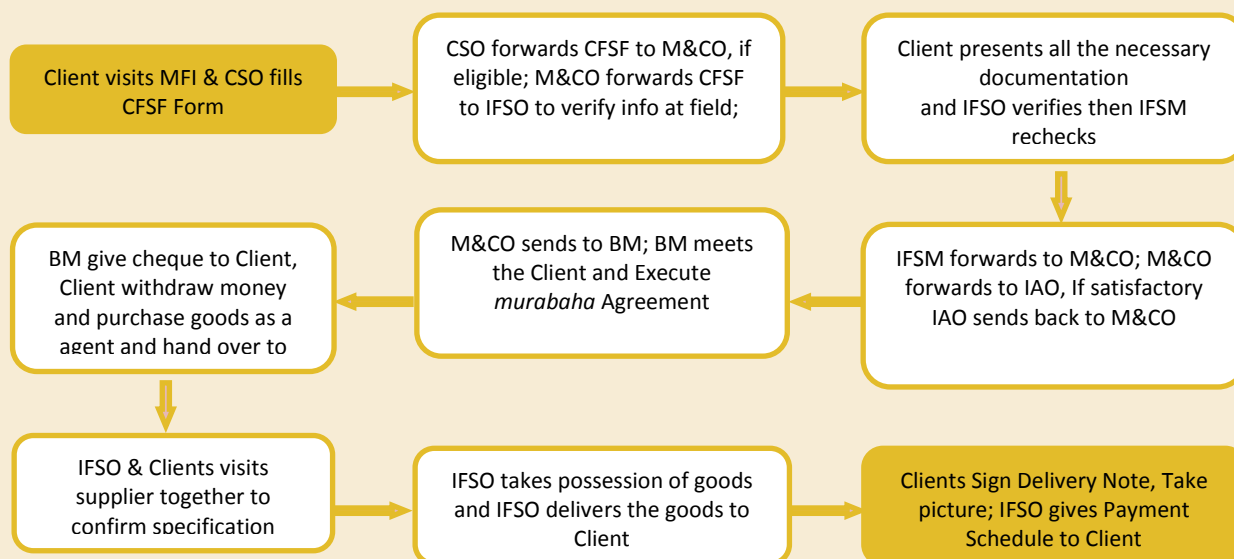 Client visits MFI & CSO fills
CFSF Form
CSO forwards CFSF to M&CO, if
eligible; M&CO forwards CFSF
to IFSO to verify info at field;
Client presents all the necessary
documentation
and IFSO verifies then IFSM
rechecks
IFSM forwards to M&CO; M&CO
forwards to IAO, If satisfactory
IAO sends back to M&CO
M&CO sends to BM; BM meets
the Client and Execute
murabaha Agreement
BM give cheque to Client,
Client withdraw money
and purchase goods as a
agent and hand over to
IFSO & Clients visits
supplier together to
confirm specification
IFSO takes possession of goods
and IFSO delivers the goods to
Client
Clients Sign Delivery Note, Take
picture; IFSO gives Payment
Schedule to Client